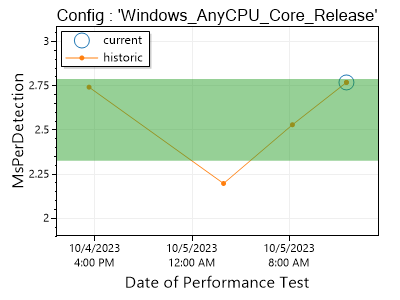 Config : 'Windows_AnyCPU_Core_Release'
current
historic
3
2.75
2.5
2.25
2
MsPerDetection
10/4/2023
4:00 PM
10/5/2023
12:00 AM
10/5/2023
8:00 AM
Date of Performance Test